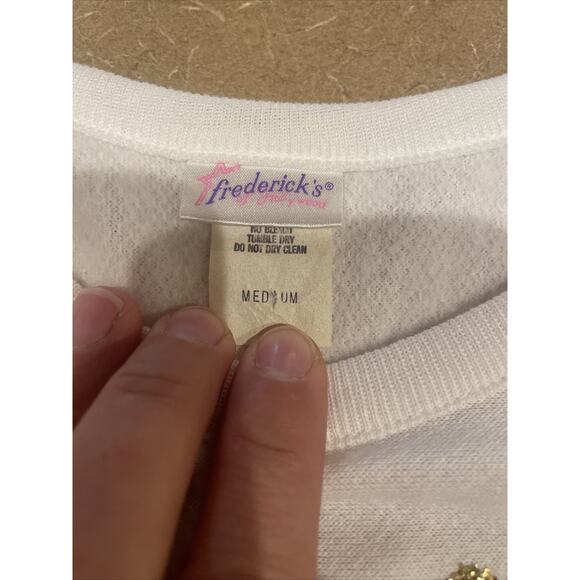 frederick's®
of Hollywood
NO BLEACH
TUMBLE DRY
DO NOT DRY CLEAN
MEDIUM